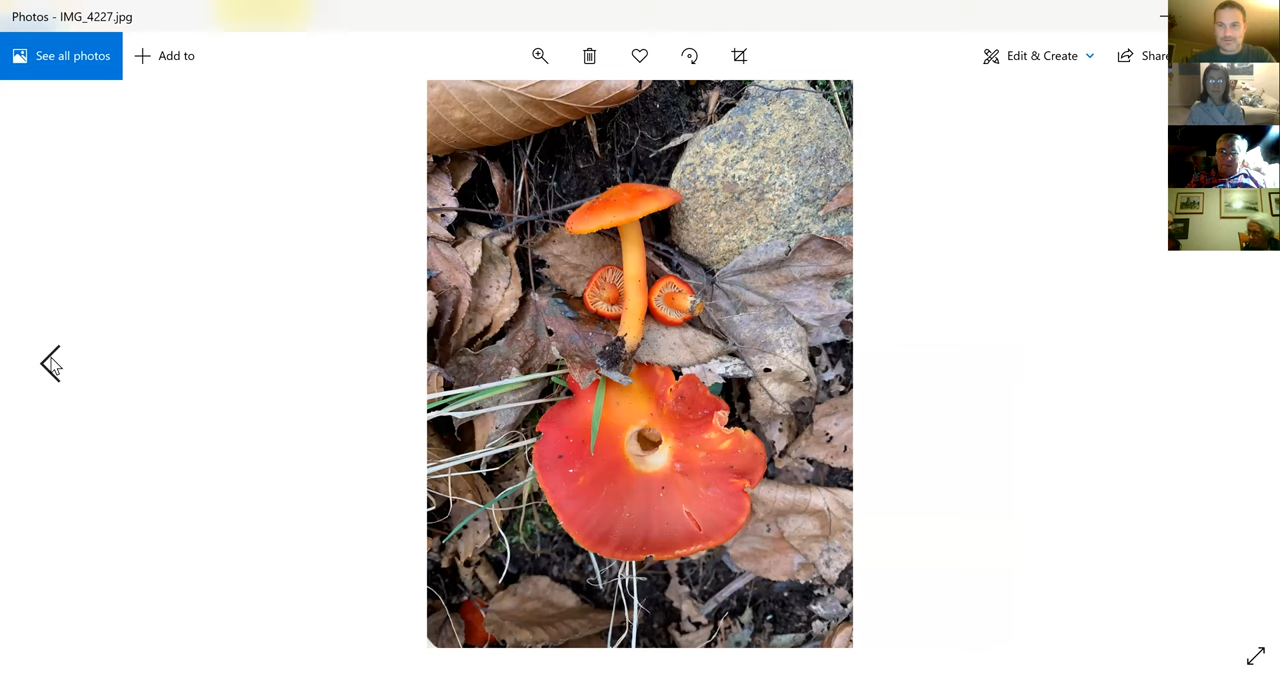 Photos - IMG_4227.jpg
See all photos
Add to
Edit & Create
Share